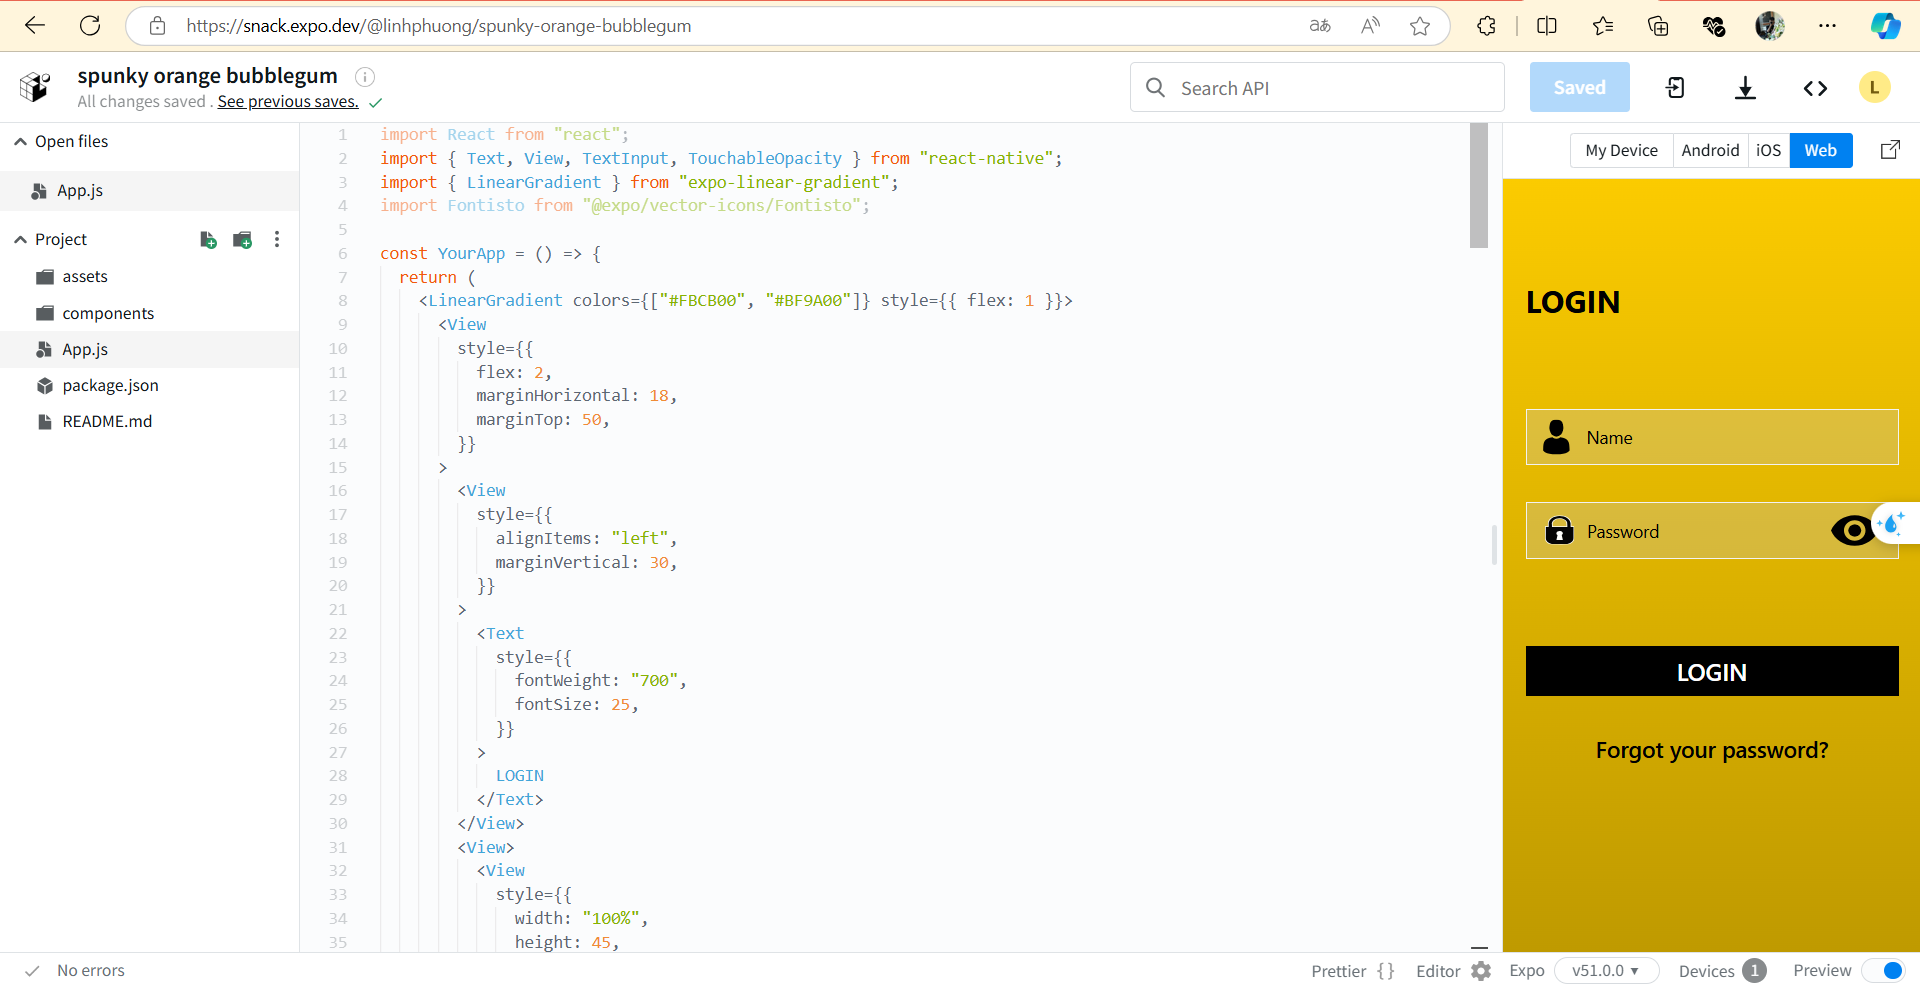 https://snack.expo.dev/@linhphuong/spunky-orange-bubblegum
aあ
A
spunky orange bubblegum
All changes saved . See previous saves.
Search API
Saved
L
Open files
App.js
Project
assets
components
App.js
package.json
README.md
1 import React from "react";
2 import { Text, View, TextInput, TouchableOpacity } from "react-native";
3 import { LinearGradient } from "expo-linear-gradient";
4 import Fontisto from "@expo/vector-icons/Fontisto";
5
6 const YourApp = () => {
7 return (
8 <LinearGradient colors={["#FBCB00", "#BF9A00"]} style={{ flex: 1 }}>
9 <View
10 style={{
11 flex: 2,
12 marginHorizontal: 18,
13 marginTop: 50,
14 }}
15 >
16 <View
17 style={{
18 alignItems: "left",
19 marginVertical: 30,
20 }}
21 >
22 <Text
23 style={{
24 fontWeight: "700",
25 fontSize: 25,
26 }}
27 >
28 LOGIN
29 </Text>
30 </View>
31 <View>
32 <View
33 style={{
34 width: "100%",
35 height: 45,
My Device
Android
iOS
Web
LOGIN
Name
Password
LOGIN
Forgot your password?
No errors
Prettier {}
Editor
Expo
v51.0.0
Devices 1
Preview